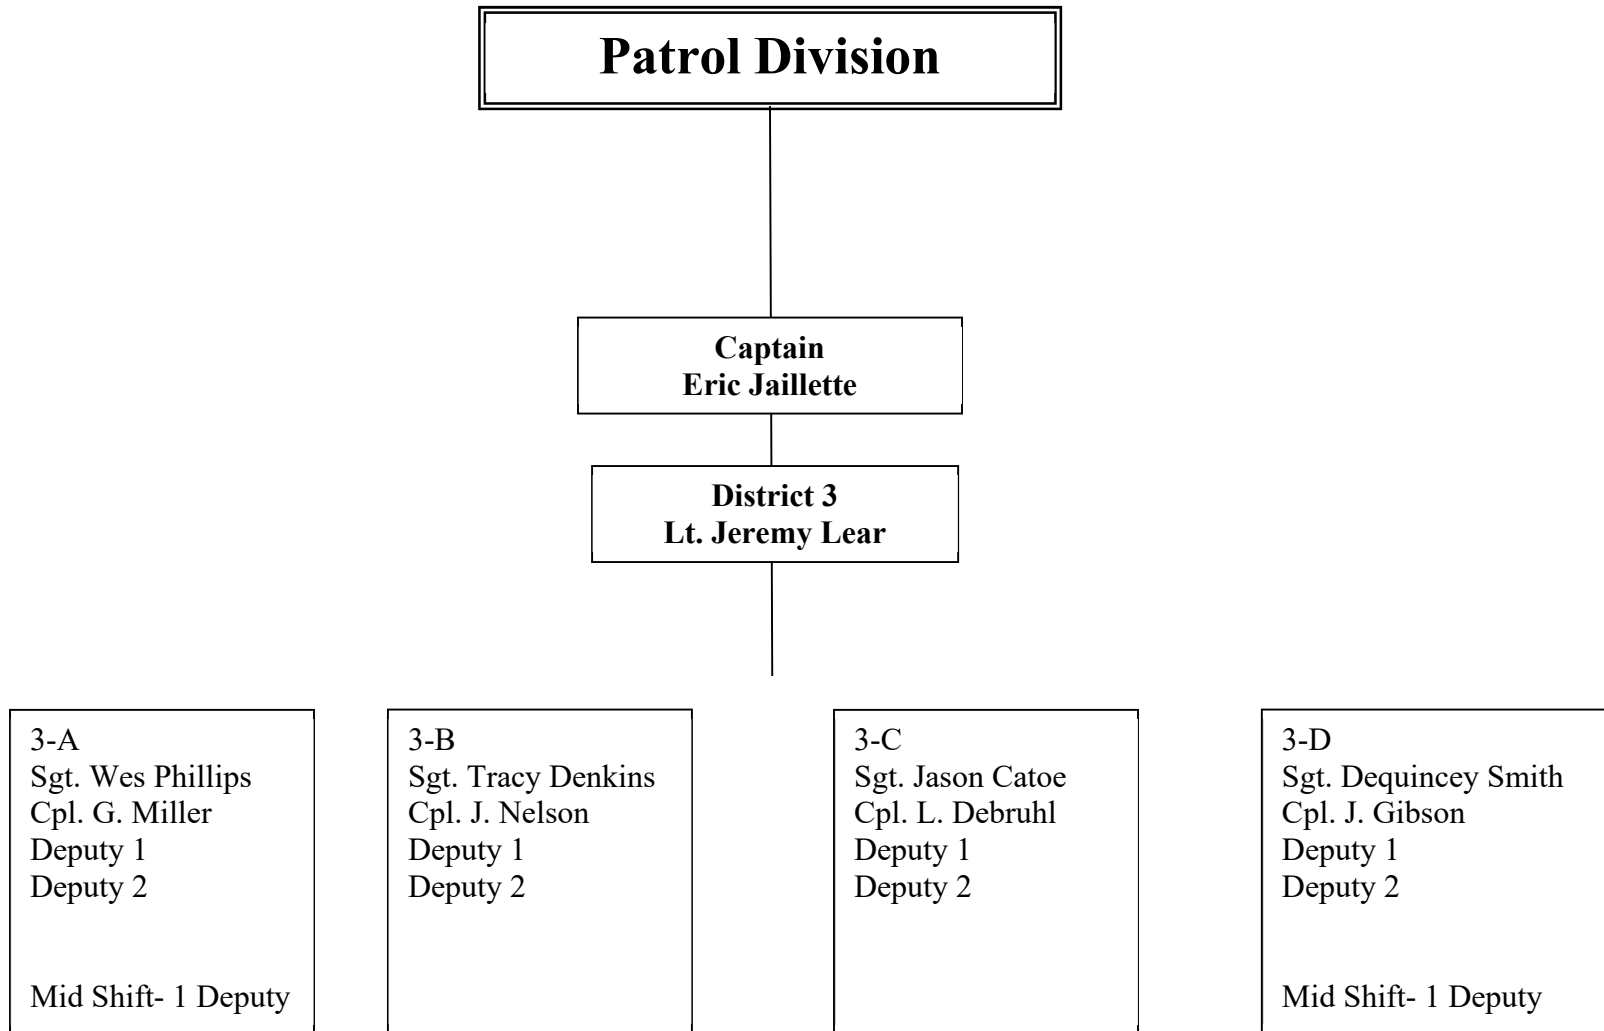 Patrol Division
Captain
Eric Jaillette
District 3
Lt. Jeremy Lear
3-A
Sgt. Wes Phillips
Cpl. G. Miller
Deputy 1
Deputy 2
Mid Shift- 1 Deputy
3-B
Sgt. Tracy Denkins
Cpl. J. Nelson
Deputy 1
Deputy 2
3-C
Sgt. Jason Catoe
Cpl. L. Debruhl
Deputy 1
Deputy 2
3-D
Sgt. Dequincey Smith
Cpl. J. Gibson
Deputy 1
Deputy 2
Mid Shift- 1 Deputy